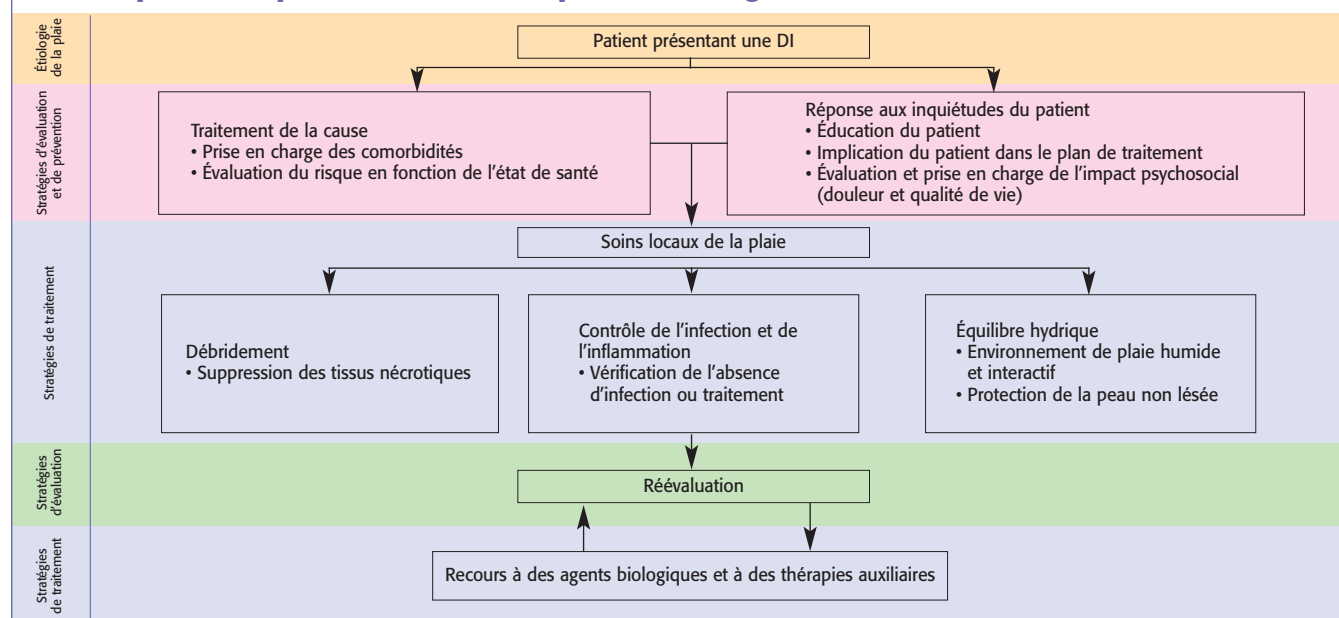 Étiologie
de la plaie
Patient présentant une DI
Stratégies d'évaluation
et de prévention
Traitement de la cause
• Prise en charge des comorbidités
• Évaluation du risque en fonction de l'état de santé
Réponse aux inquiétudes du patient
• Éducation du patient
• Implication du patient dans le plan de traitement
• Évaluation et prise en charge de l'impact psychosocial
(douleur et qualité de vie)
Stratégies de traitement
Soins locaux de la plaie
Débridement
• Suppression des tissus nécrotiques
Contrôle de l'infection et de
l'inflammation
• Vérification de l'absence
d'infection ou traitement
Équilibre hydrique
• Environnement de plaie humide
et interactif
• Protection de la peau non lésée
Stratégies
d'évaluation
Réévaluation
Stratégies
de traitement
Recours à des agents biologiques et à des thérapies auxiliaires